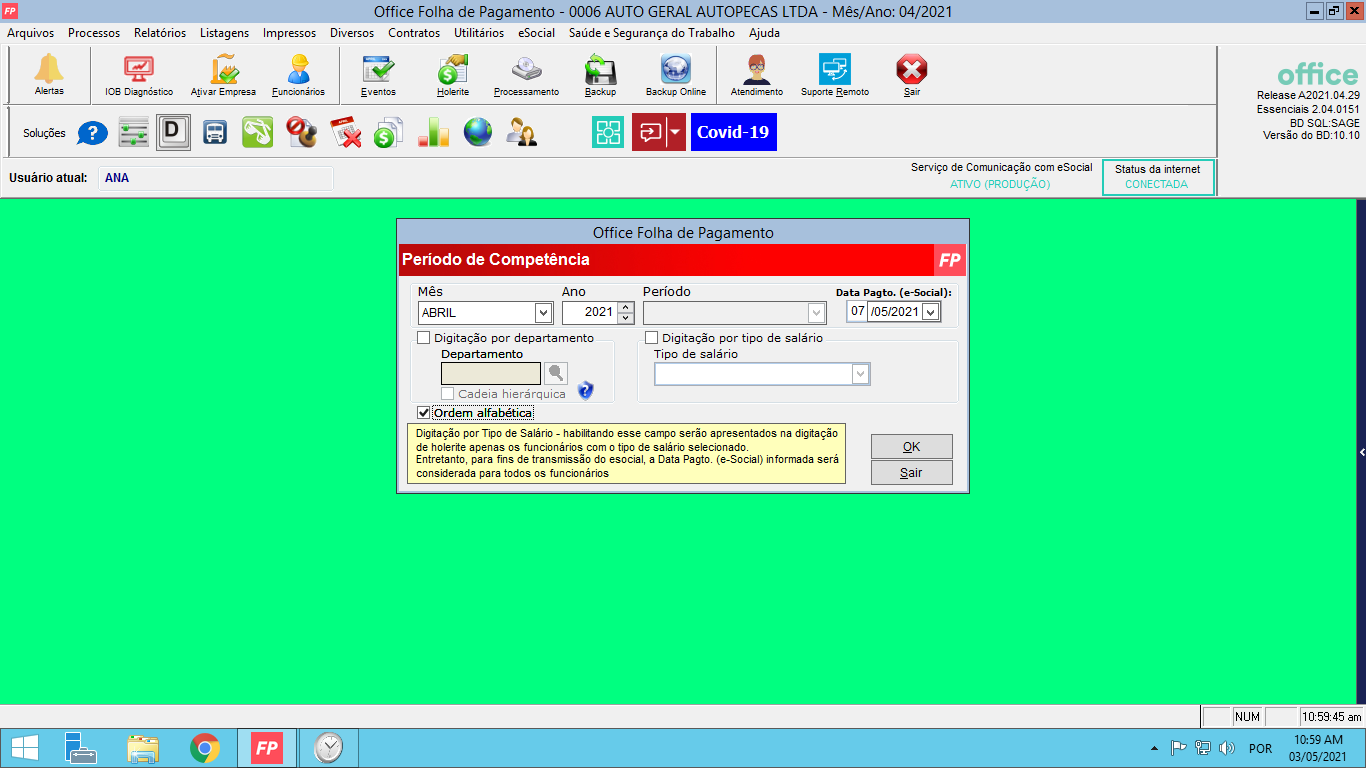 FP Office Folha de Pagamento - 0006 AUTO GERAL AUTOPECAS LTDA - Mês/Ano: 04/2021
Arquivos Processos Relatórios Listagens Impressos Diversos Contratos Utilitários eSocial Saúde e Segurança do Trabalho Ajuda
Alertas IOB Diagnóstico Ativar Empresa Funcionários Eventos Holerite Processamento Backup Backup Online Atendimento Suporte Remoto Sair
office
Release A2021.04.29
Essenciais 2.04.0151
BD SQL:SAGE
Versão do BD:10.10
Soluções ? D Covid-19
Usuário atual: ANA
Serviço de Comunicação com eSocial
ATIVO (PRODUÇÃO)
Status da internet
CONECTADA
Office Folha de Pagamento
Período de Competência FP
Mês Ano Período Data Pagto. (e-Social):
ABRIL 2021 07 /05/2021
Digitação por departamento Digitação por tipo de salário
Departamento Tipo de salário
Cadeia hierárquica ?
Ordem alfabética
Digitação por Tipo de Salário - habilitando esse campo serão apresentados na digitação
de holerite apenas os funcionários com o tipo de salário selecionado.
Entretanto, para fins de transmissão do esocial, a Data Pagto. (e-Social) informada será
considerada para todos os funcionários
OK
Sair
NUM 10:59:45 am
FP POR 10:59 AM
03/05/2021